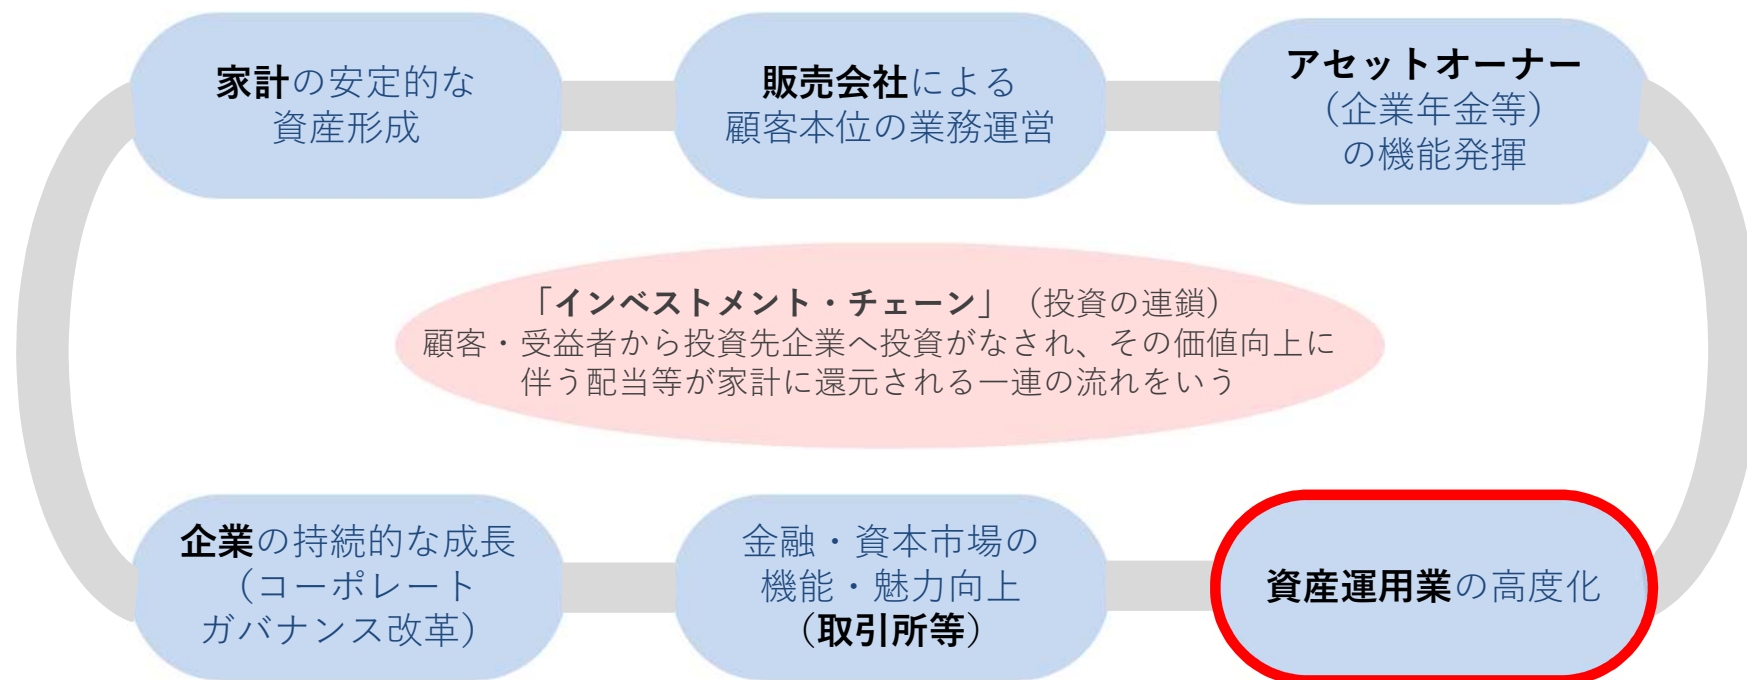 家計の安定的な
資産形成
販売会社による
顧客本位の業務運営
アセットオーナー
（企業年金等）
の機能発揮
「インベストメント・チェーン」（投資の連鎖）
顧客・受益者から投資先企業へ投資がなされ、その価値向上に
伴う配当等が家計に還元される一連の流れをいう
企業の持続的な成長
（コーポレート
ガバナンス改革）
金融・資本市場の
機能・魅力向上
（取引所等）
資産運用業の高度化